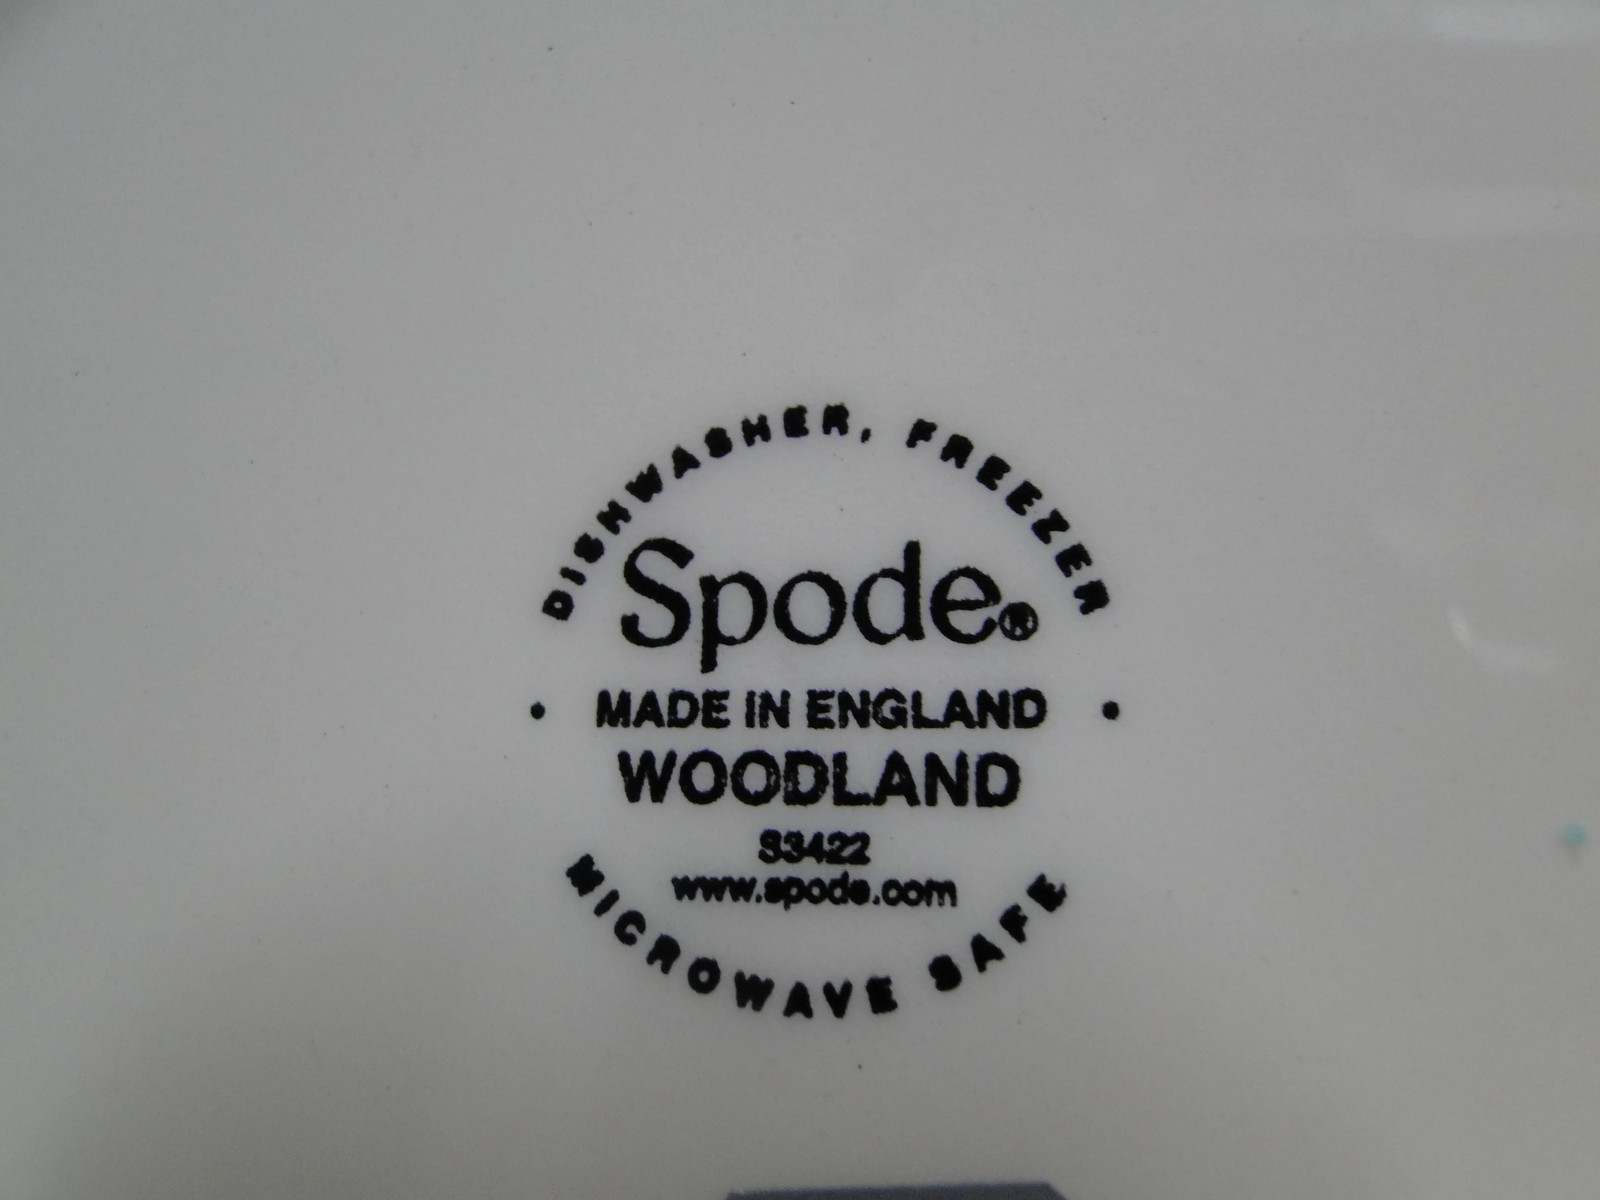 DISHWASHER, FREEZER
Spode®
• MADE IN ENGLAND •
WOODLAND
S3422
www.spode.com
MICROWAVE SAFE